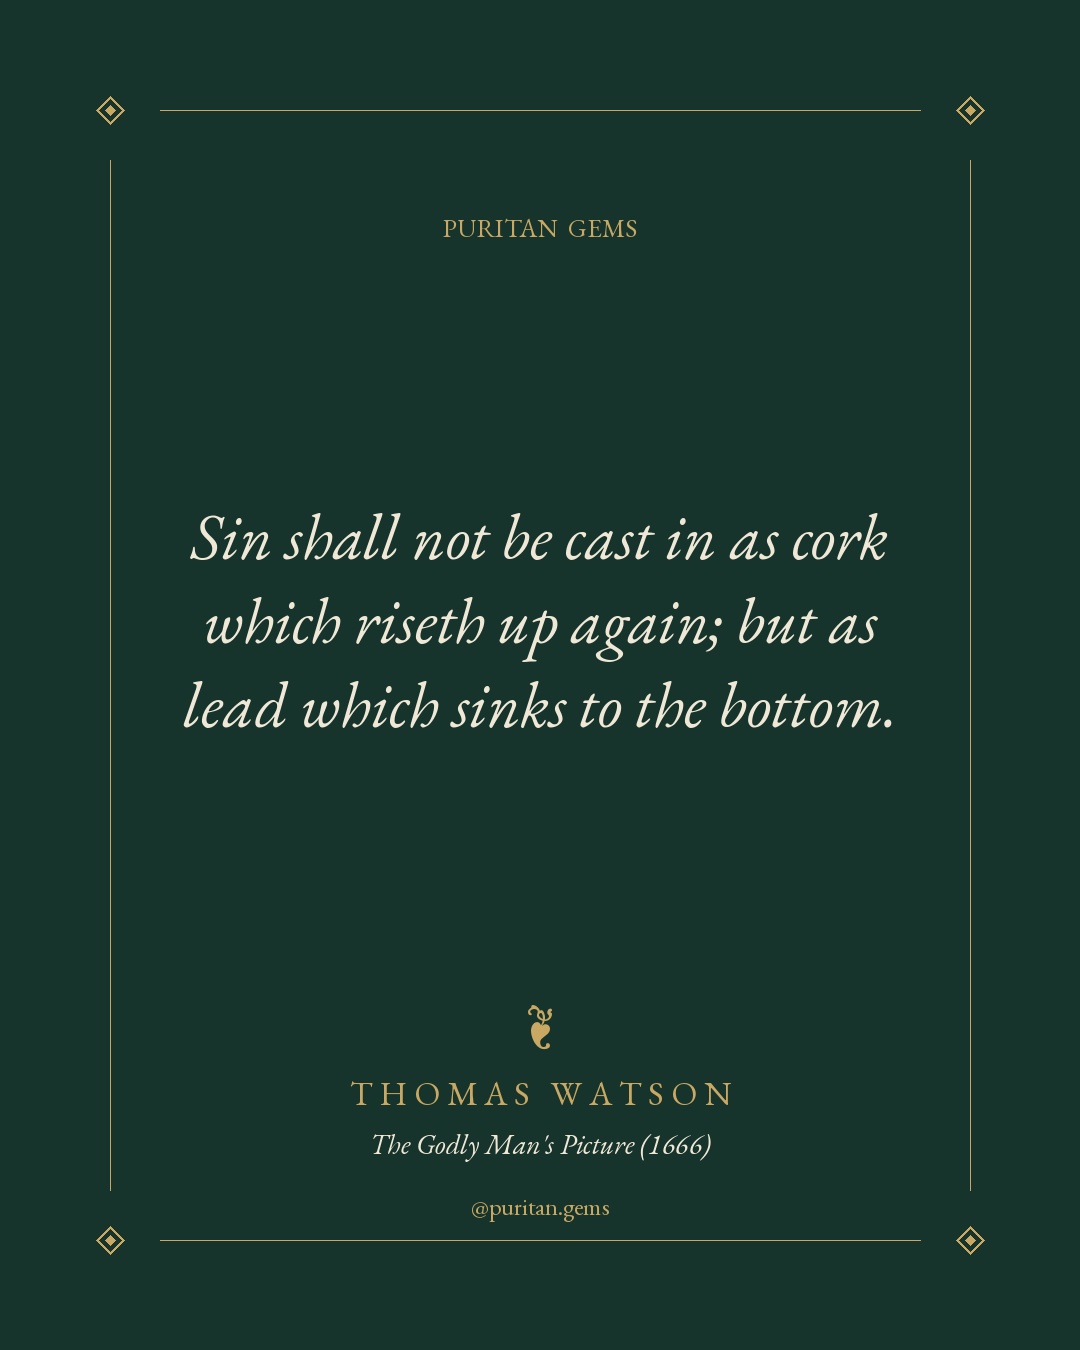 PURITAN GEMS
Sin shall not be cast in as cork
which riseth up again; but as
lead which sinks to the bottom.
THOMAS WATSON
The Godly Man's Picture (1666)
@puritan.gems